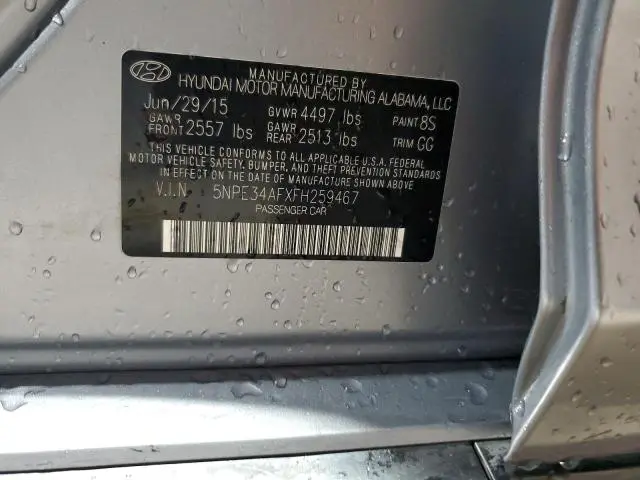 MANUFACTURED BY
HYUNDAI MOTOR MANUFACTURING ALABAMA, LLC
Jun/29/15 GVWR 4497 lbs PAINT 8S
GAWR FRONT 2557 lbs GAWR REAR 2513 lbs TRIM GG
THIS VEHICLE CONFORMS TO ALL APPLICABLE U.S.A. FEDERAL
MOTOR VEHICLE SAFETY, BUMPER, AND THEFT PREVENTION
STANDARDS IN EFFECT ON THE DATE OF MANUFACTURE SHOWN ABOVE.
V.I.N. 5NPE34AFXFH259467
PASSENGER CAR